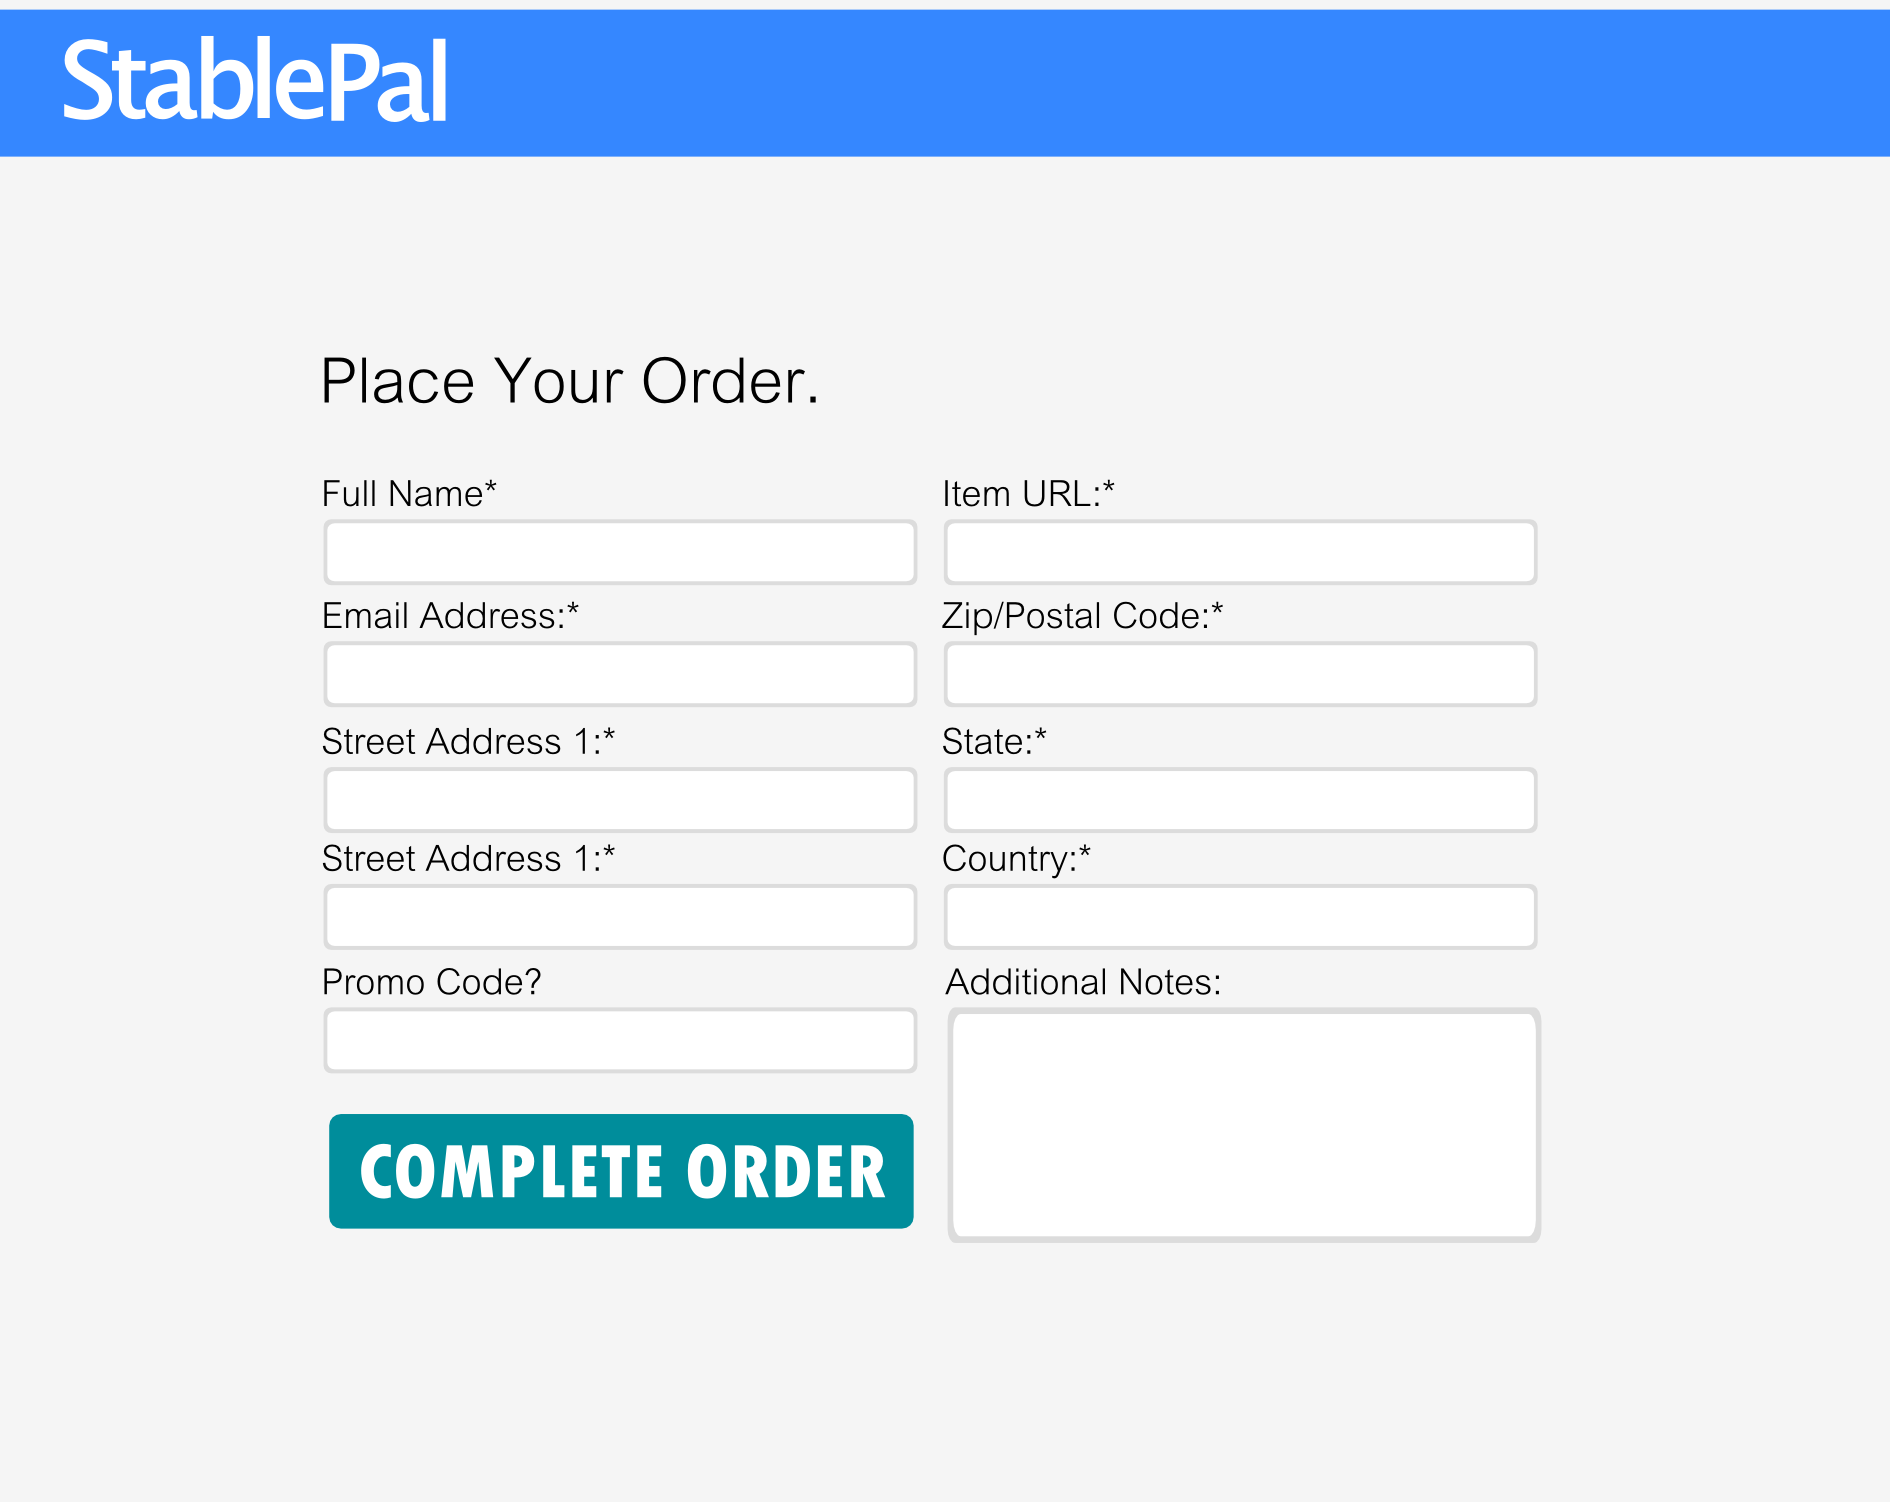 StablePal
Place Your Order.
Full Name*
Item URL:*
Email Address:*
Zip/Postal Code:*
Street Address 1:*
State:*
Street Address 1:*
Country:*
Promo Code?
Additional Notes:
COMPLETE ORDER